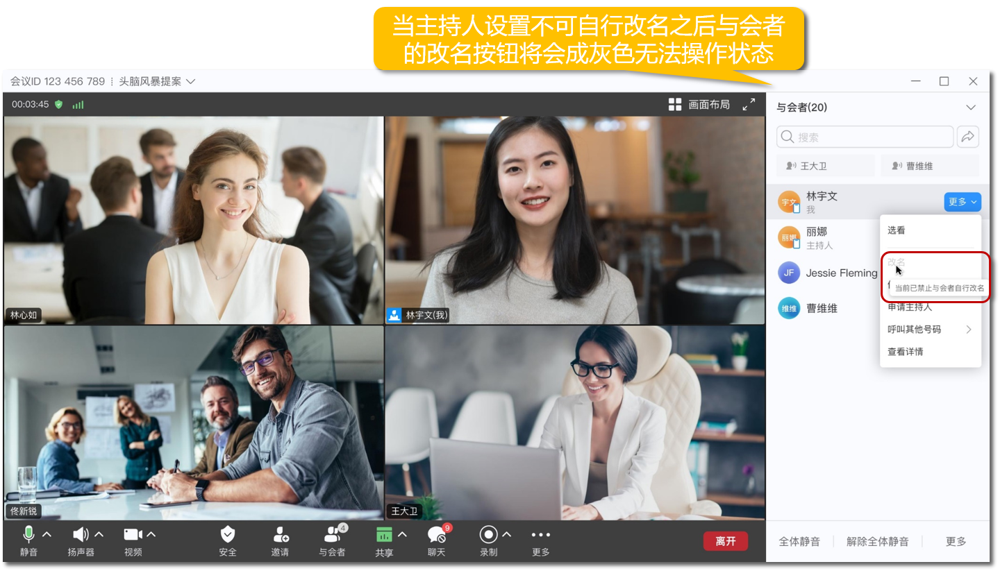 当主持人设置不可自行改名之后与会者
的改名按钮将会成灰色无法操作状态
会议ID 123 456 789 ⋮ 头脑风暴提案
00:03:45
画面布局
与会者(20)
搜索
王大卫
曹维维
宇文
林宇文
我
更多
选看
丽娜
丽娜
主持人
改名
JF
Jessie Fleming
当前已禁止与会者自行改名
维维
曹维维
申请主持人
呼叫其他号码
查看详情
林心如
林宇文(我)
佟新锐
王大卫
静音
扬声器
视频
安全
邀请
4
与会者
共享
9
聊天
录制
更多
离开
全体静音
解除全体静音
更多